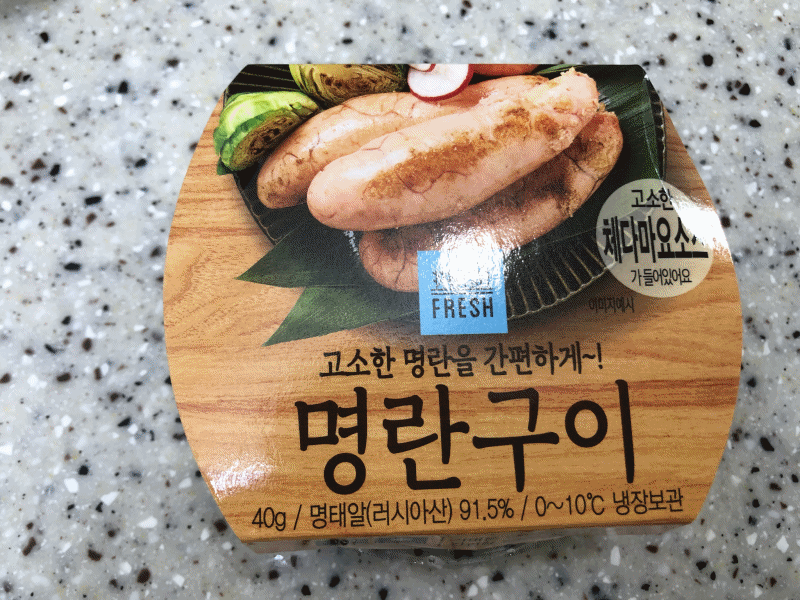 고소한
체다마요소스
가 들어있어요
이미지예시
FRESH
고소한 명란을 간편하게~!
명란구이
40g / 명태알(러시아산) 91.5% / 0~10℃ 냉장보관